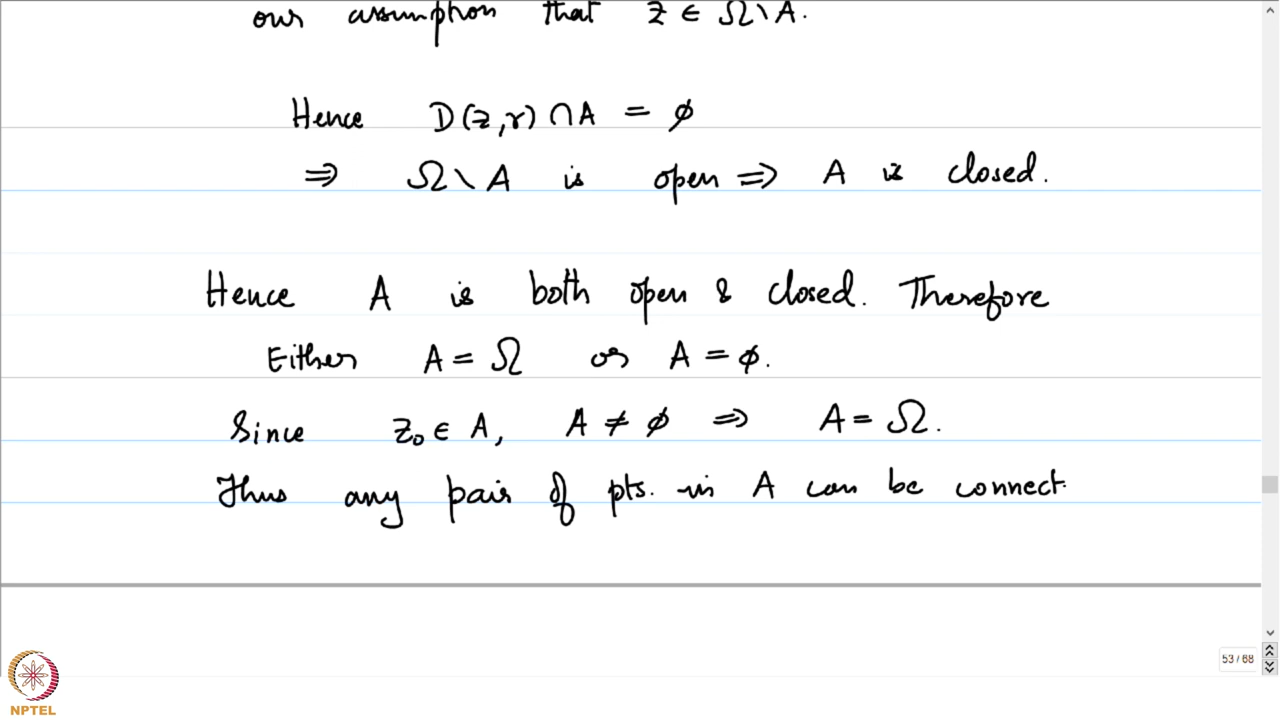 our assumption that z ∈ Ω\A.
Hence D(z,r) ∩ A = ϕ
⇒ Ω \ A is open ⇒ A is closed.
Hence A is both open & closed. Therefore
Either A = Ω or A = ϕ.
Since z₀ ∈ A, A ≠ ϕ ⇒ A = Ω.
Thus any pair of pts. in A can be connect
53 / 68
NPTEL